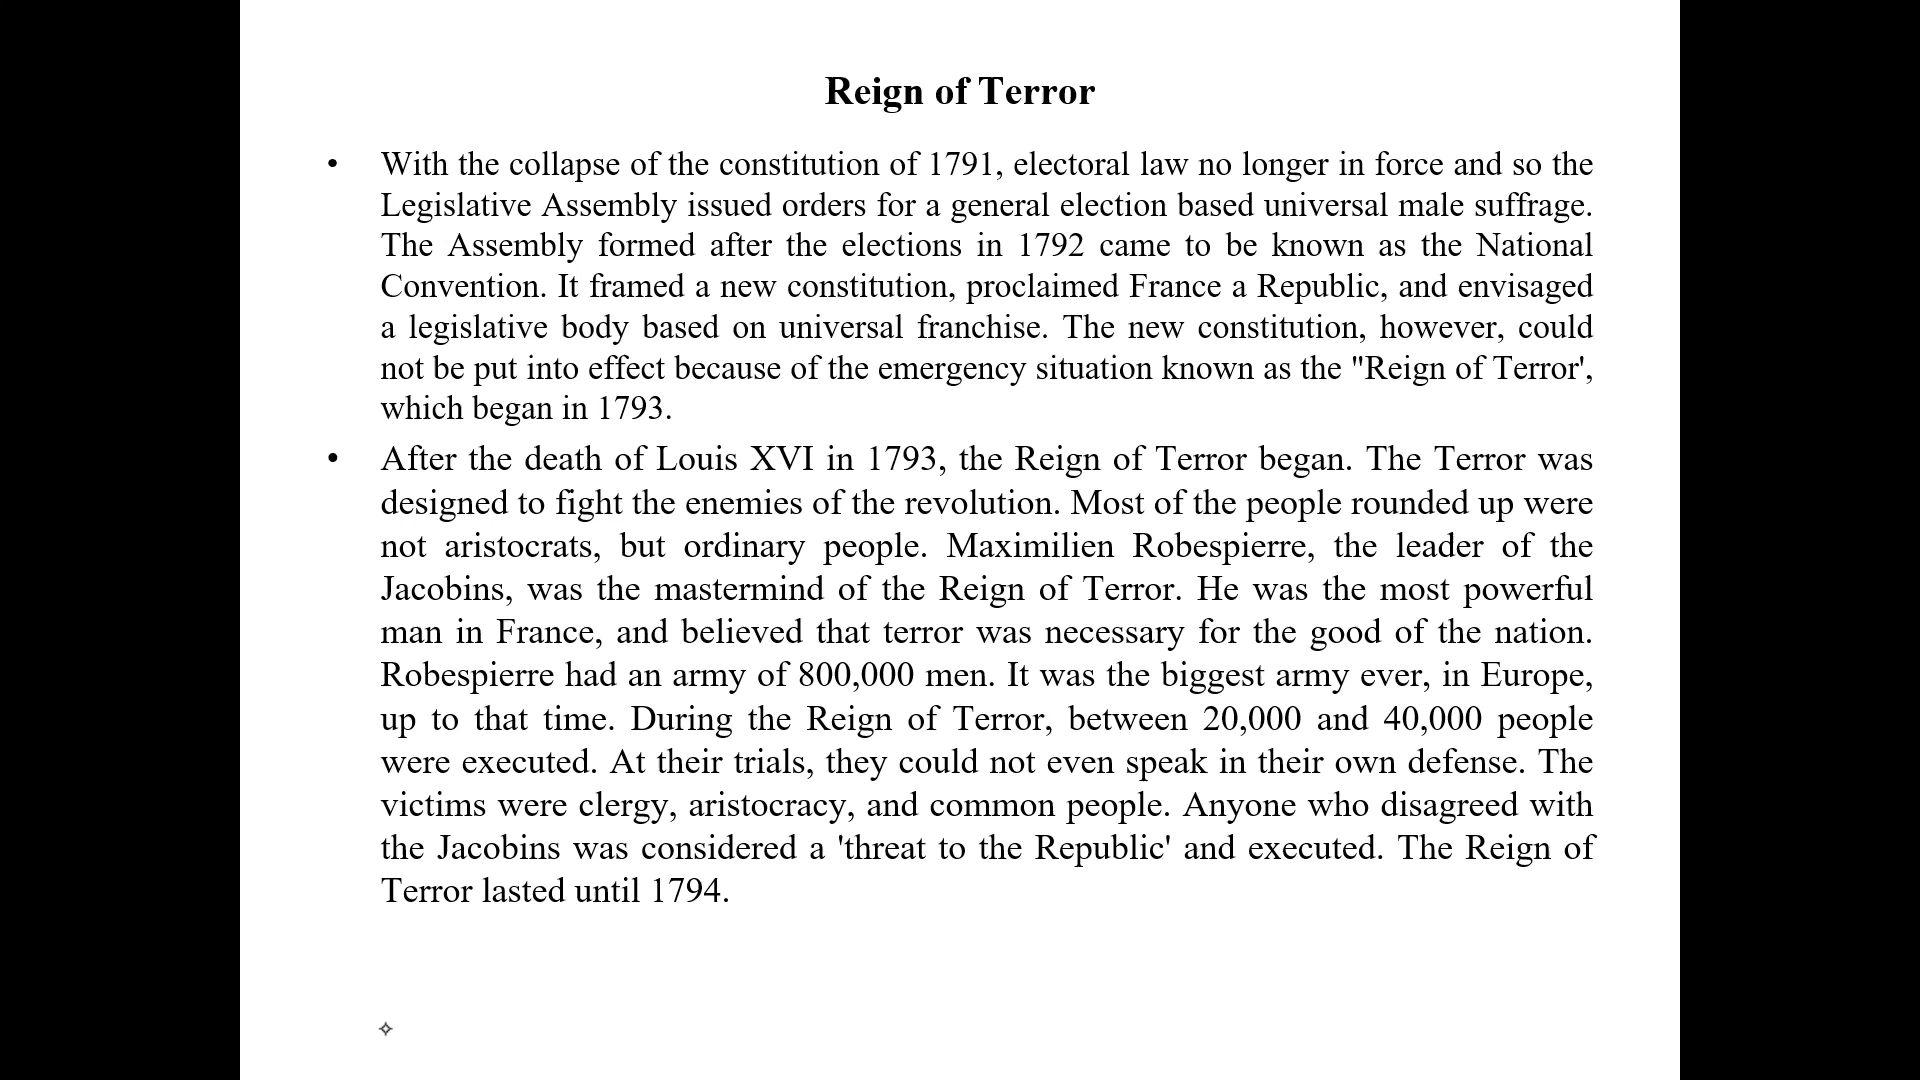 Reign of Terror
• With the collapse of the constitution of 1791, electoral law no longer in force and so the
Legislative Assembly issued orders for a general election based universal male suffrage.
The Assembly formed after the elections in 1792 came to be known as the National
Convention. It framed a new constitution, proclaimed France a Republic, and envisaged
a legislative body based on universal franchise. The new constitution, however, could
not be put into effect because of the emergency situation known as the "Reign of Terror',
which began in 1793.
• After the death of Louis XVI in 1793, the Reign of Terror began. The Terror was
designed to fight the enemies of the revolution. Most of the people rounded up were
not aristocrats, but ordinary people. Maximilien Robespierre, the leader of the
Jacobins, was the mastermind of the Reign of Terror. He was the most powerful
man in France, and believed that terror was necessary for the good of the nation.
Robespierre had an army of 800,000 men. It was the biggest army ever, in Europe,
up to that time. During the Reign of Terror, between 20,000 and 40,000 people
were executed. At their trials, they could not even speak in their own defense. The
victims were clergy, aristocracy, and common people. Anyone who disagreed with
the Jacobins was considered a 'threat to the Republic' and executed. The Reign of
Terror lasted until 1794.